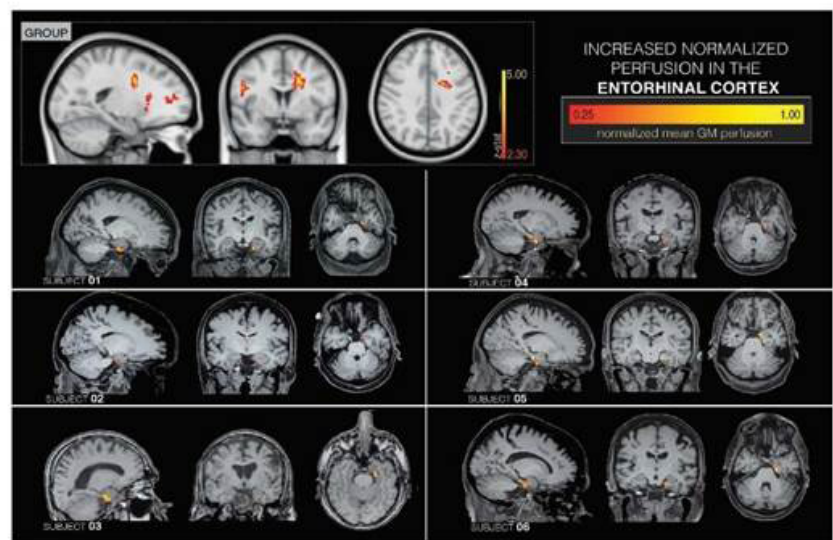 GROUP
5.00
z-stat
2.30
INCREASED NORMALIZED
PERFUSION IN THE
ENTORHINAL CORTEX
0.25 1.00
normalized mean GM perfusion
SUBJECT 01
SUBJECT 04
SUBJECT 02
SUBJECT 05
SUBJECT 03
SUBJECT 06